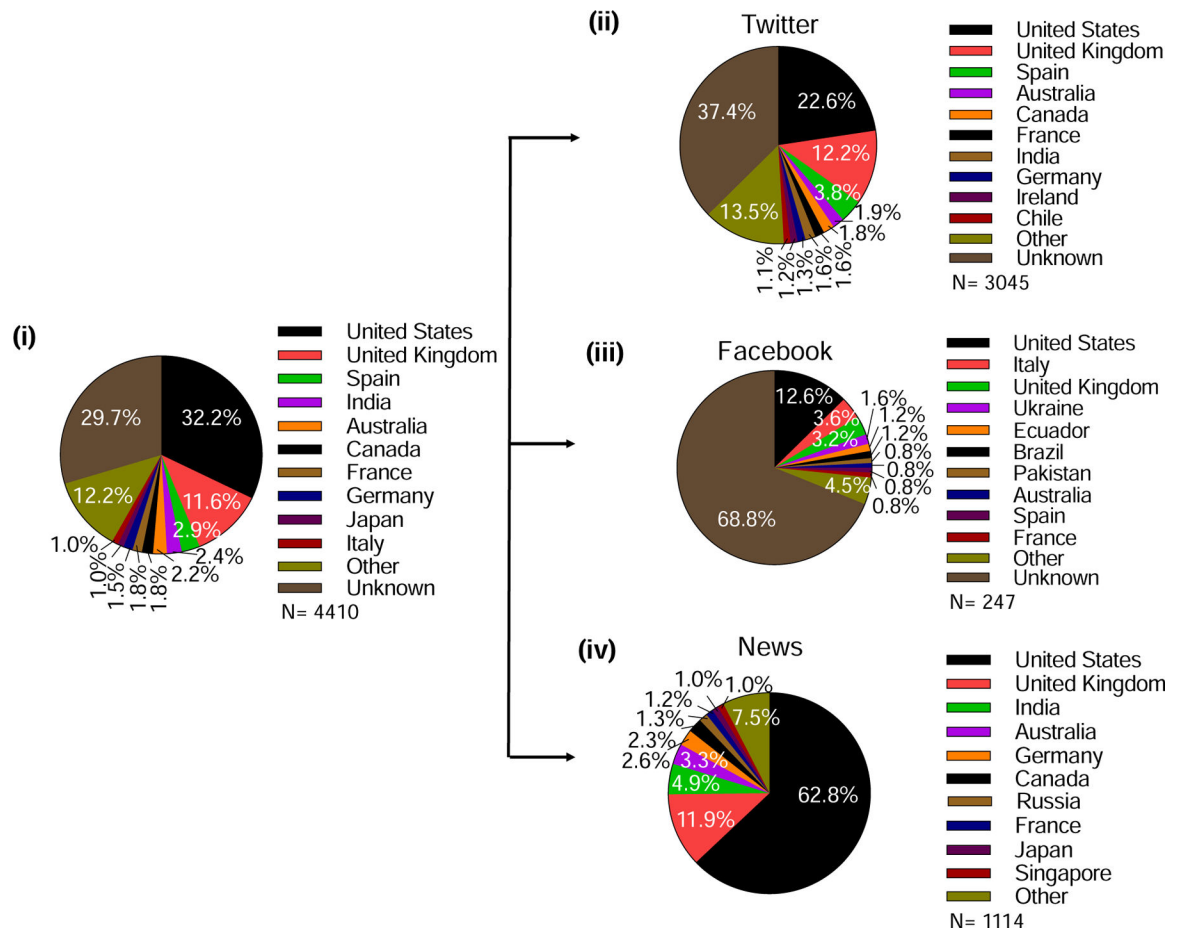 (i)
29.7%
32.2%
12.2%
11.6%
2.9%
2.4%
2.2%
1.8%
1.8%
1.5%
1.0%
1.0%
United States
United Kingdom
Spain
India
Australia
Canada
France
Germany
Japan
Italy
Other
Unknown
N= 4410
(ii)
Twitter
37.4%
22.6%
12.2%
3.8%
1.9%
1.8%
1.6%
1.6%
1.3%
1.2%
1.1%
13.5%
United States
United Kingdom
Spain
Australia
Canada
France
India
Germany
Ireland
Chile
Other
Unknown
N= 3045
(iii)
Facebook
12.6%
3.6%
3.2%
1.6%
1.2%
1.2%
0.8%
0.8%
0.8%
0.8%
4.5%
68.8%
United States
Italy
United Kingdom
Ukraine
Ecuador
Brazil
Pakistan
Australia
Spain
France
Other
Unknown
N= 247
(iv)
News
1.0%
1.0%
1.2%
1.3%
2.3%
2.6%
7.5%
3.3%
4.9%
11.9%
62.8%
United States
United Kingdom
India
Australia
Germany
Canada
Russia
France
Japan
Singapore
Other
N= 1114